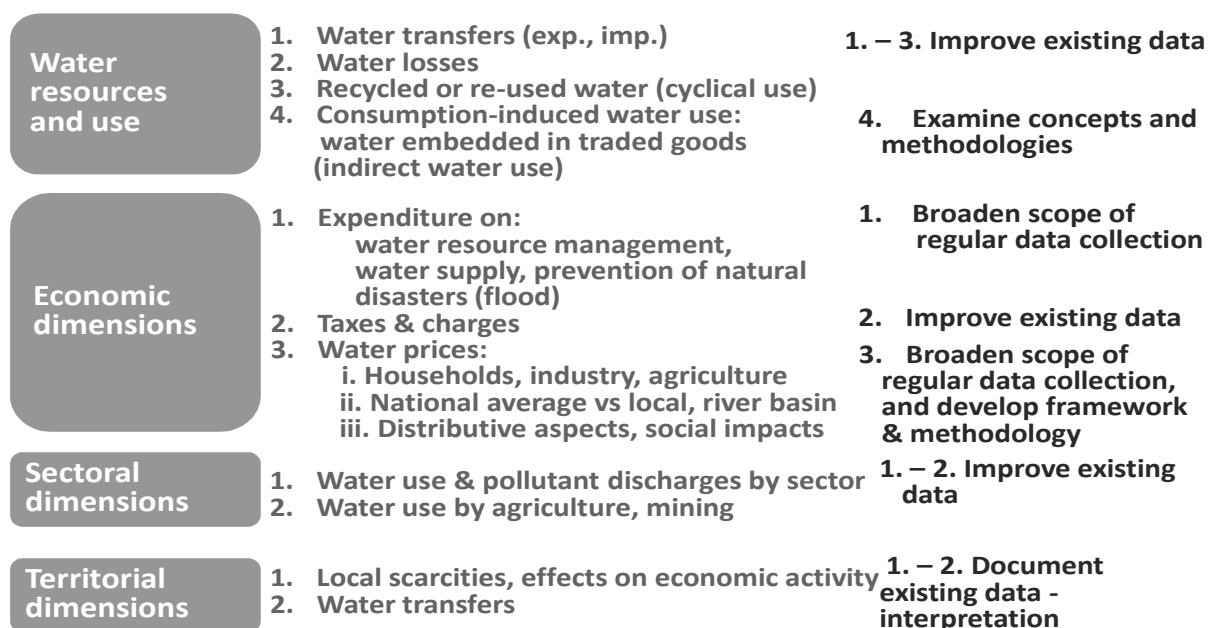 Water
resources
and use
1. Water transfers (exp., imp.)
2. Water losses
3. Recycled or re-used water (cyclical use)
4. Consumption-induced water use:
water embedded in traded goods
(indirect water use)
1. – 3. Improve existing data
4. Examine concepts and
methodologies
Economic
dimensions
1. Expenditure on:
water resource management,
water supply, prevention of natural
disasters (flood)
2. Taxes & charges
3. Water prices:
i. Households, industry, agriculture
ii. National average vs local, river basin
iii. Distributive aspects, social impacts
1. Broaden scope of
regular data collection
2. Improve existing data
3. Broaden scope of
regular data collection,
and develop framework
& methodology
Sectoral
dimensions
1. Water use & pollutant discharges by sector
2. Water use by agriculture, mining
1. – 2. Improve existing
data
Territorial
dimensions
1. Local scarcities, effects on economic activity
2. Water transfers
1. – 2. Document
existing data -
interpretation